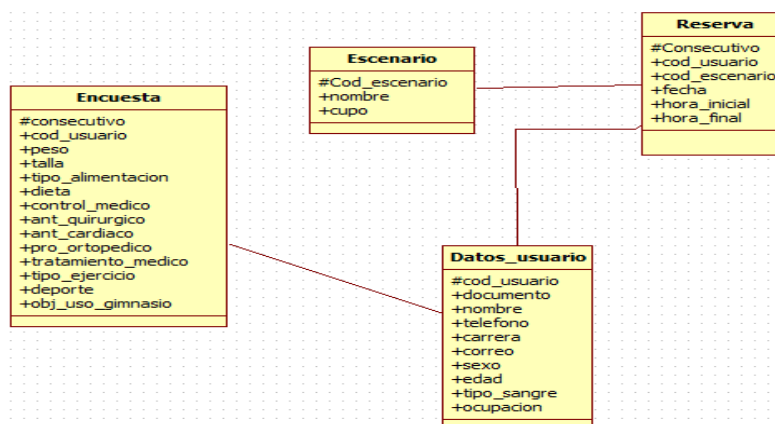 Reserva
#Consecutivo
+cod_usuario
+cod_escenario
+fecha
+hora_inicial
+hora_final
Escenario
#Cod_escenario
+nombre
+cupo
Encuesta
#consecutivo
+cod_usuario
+peso
+talla
+tipo_alimentacion
+dieta
+control_medico
+ant_quirurgico
+ant_cardiaco
+pro_ortopedico
+tratamiento_medico
+tipo_ejercicio
+deporte
+obj_uso_gimnasio
Datos_usuario
#cod_usuario
+documento
+nombre
+telefono
+carrera
+correo
+sexo
+edad
+tipo_sangre
+ocupacion